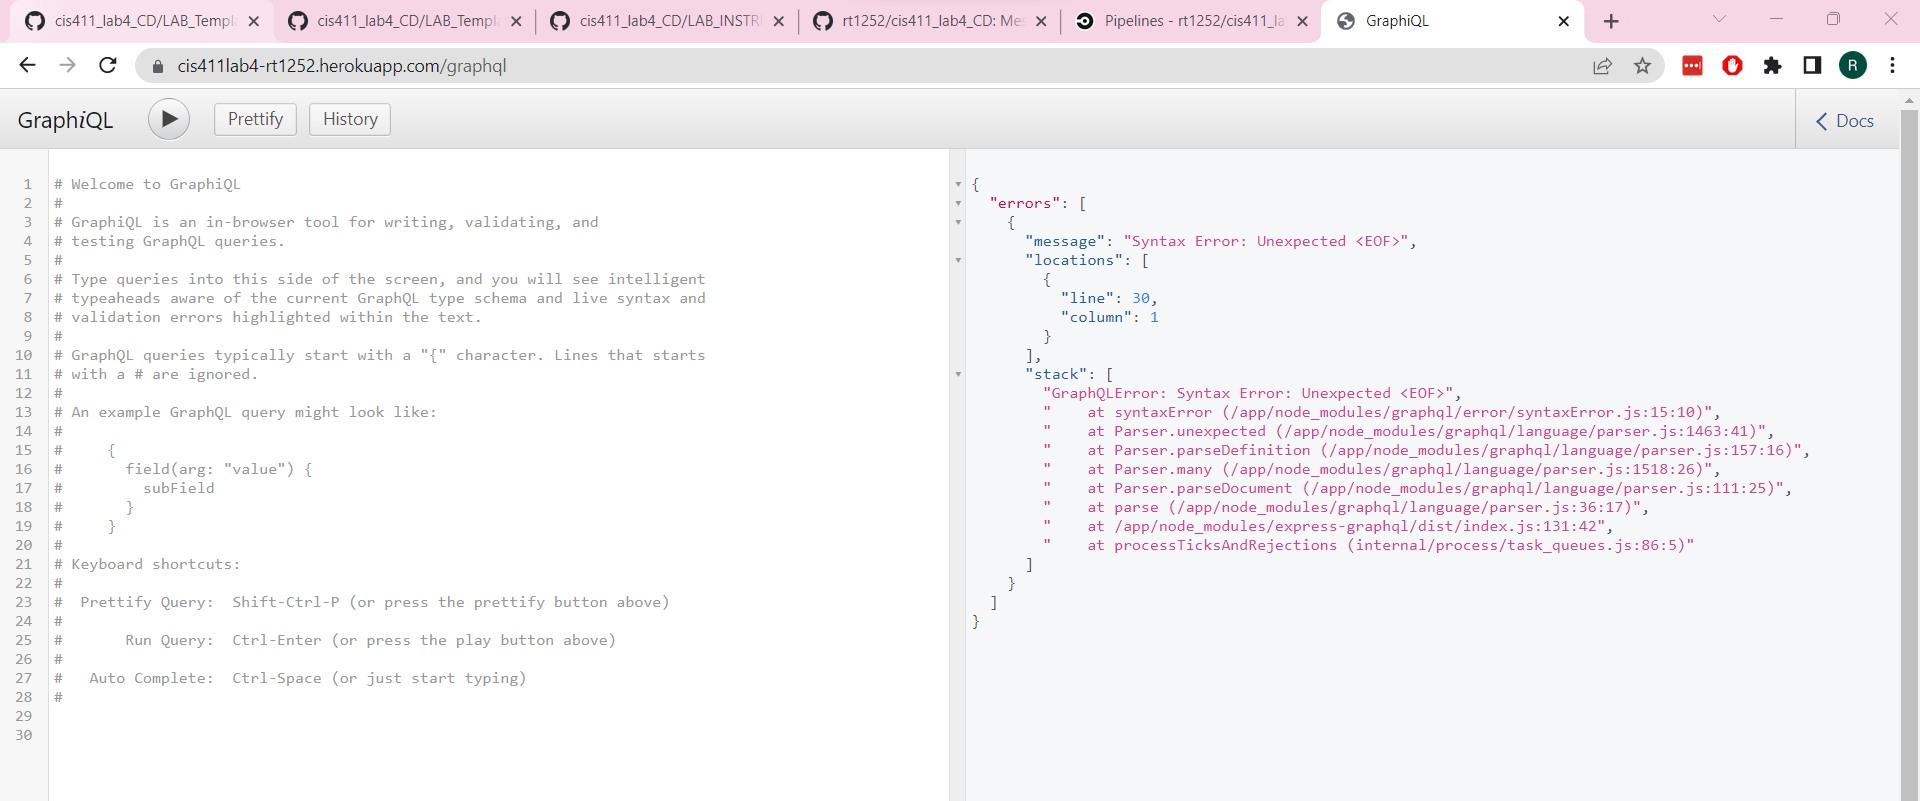 cis411_lab4_CD/LAB_Templa
cis411_lab4_CD/LAB_Templa
cis411_lab4_CD/LAB_INSTR
rt1252/cis411_lab4_CD: Mes
Pipelines - rt1252/cis411_la
GraphiQL
cis411lab4-rt1252.herokuapp.com/graphql
R
GraphiQL
Prettify
History
Docs
1 # Welcome to GraphiQL
2 #
3 # GraphiQL is an in-browser tool for writing, validating, and
4 # testing GraphQL queries.
5 #
6 # Type queries into this side of the screen, and you will see intelligent
7 # typeaheads aware of the current GraphQL type schema and live syntax and
8 # validation errors highlighted within the text.
9 #
10 # GraphQL queries typically start with a "{" character. Lines that starts
11 # with a # are ignored.
12 #
13 # An example GraphQL query might look like:
14 #
15 #     {
16 #       field(arg: "value") {
17 #         subField
18 #       }
19 #     }
20 #
21 # Keyboard shortcuts:
22 #
23 #  Prettify Query:  Shift-Ctrl-P (or press the prettify button above)
24 #
25 #       Run Query:  Ctrl-Enter (or press the play button above)
26 #
27 #   Auto Complete:  Ctrl-Space (or just start typing)
28 #
29
30
{
  "errors": [
    {
      "message": "Syntax Error: Unexpected <EOF>",
      "locations": [
        {
          "line": 30,
          "column": 1
        }
      ],
      "stack": [
        "GraphQLError: Syntax Error: Unexpected <EOF>",
        "    at syntaxError (/app/node_modules/graphql/error/syntaxError.js:15:10)",
        "    at Parser.unexpected (/app/node_modules/graphql/language/parser.js:1463:41)",
        "    at Parser.parseDefinition (/app/node_modules/graphql/language/parser.js:157:16)",
        "    at Parser.many (/app/node_modules/graphql/language/parser.js:1518:26)",
        "    at Parser.parseDocument (/app/node_modules/graphql/language/parser.js:111:25)",
        "    at parse (/app/node_modules/graphql/language/parser.js:36:17)",
        "    at /app/node_modules/express-graphql/dist/index.js:131:42",
        "    at processTicksAndRejections (internal/process/task_queues.js:86:5)"
      ]
    }
  ]
}